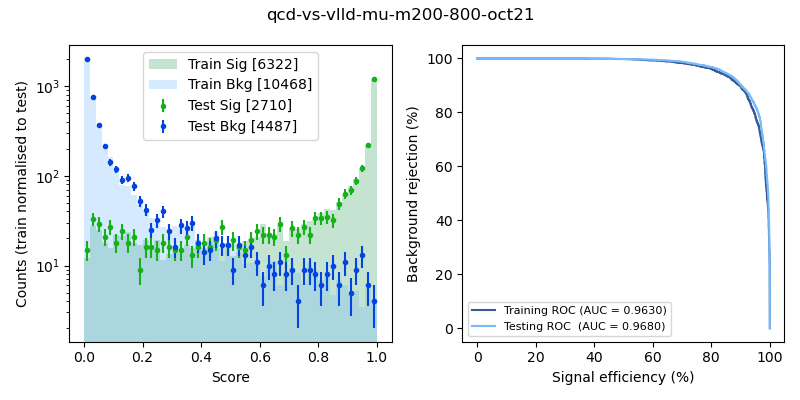 qcd-vs-vlld-mu-m200-800-oct21
Counts (train normalised to test)
10³
10²
10¹
Train Sig [6322]
Train Bkg [10468]
Test Sig [2710]
Test Bkg [4487]
0.0 0.2 0.4 0.6 0.8 1.0
Score
Background rejection (%)
100
80
60
40
20
0
Training ROC (AUC = 0.9630)
Testing ROC (AUC = 0.9680)
0 20 40 60 80 100
Signal efficiency (%)